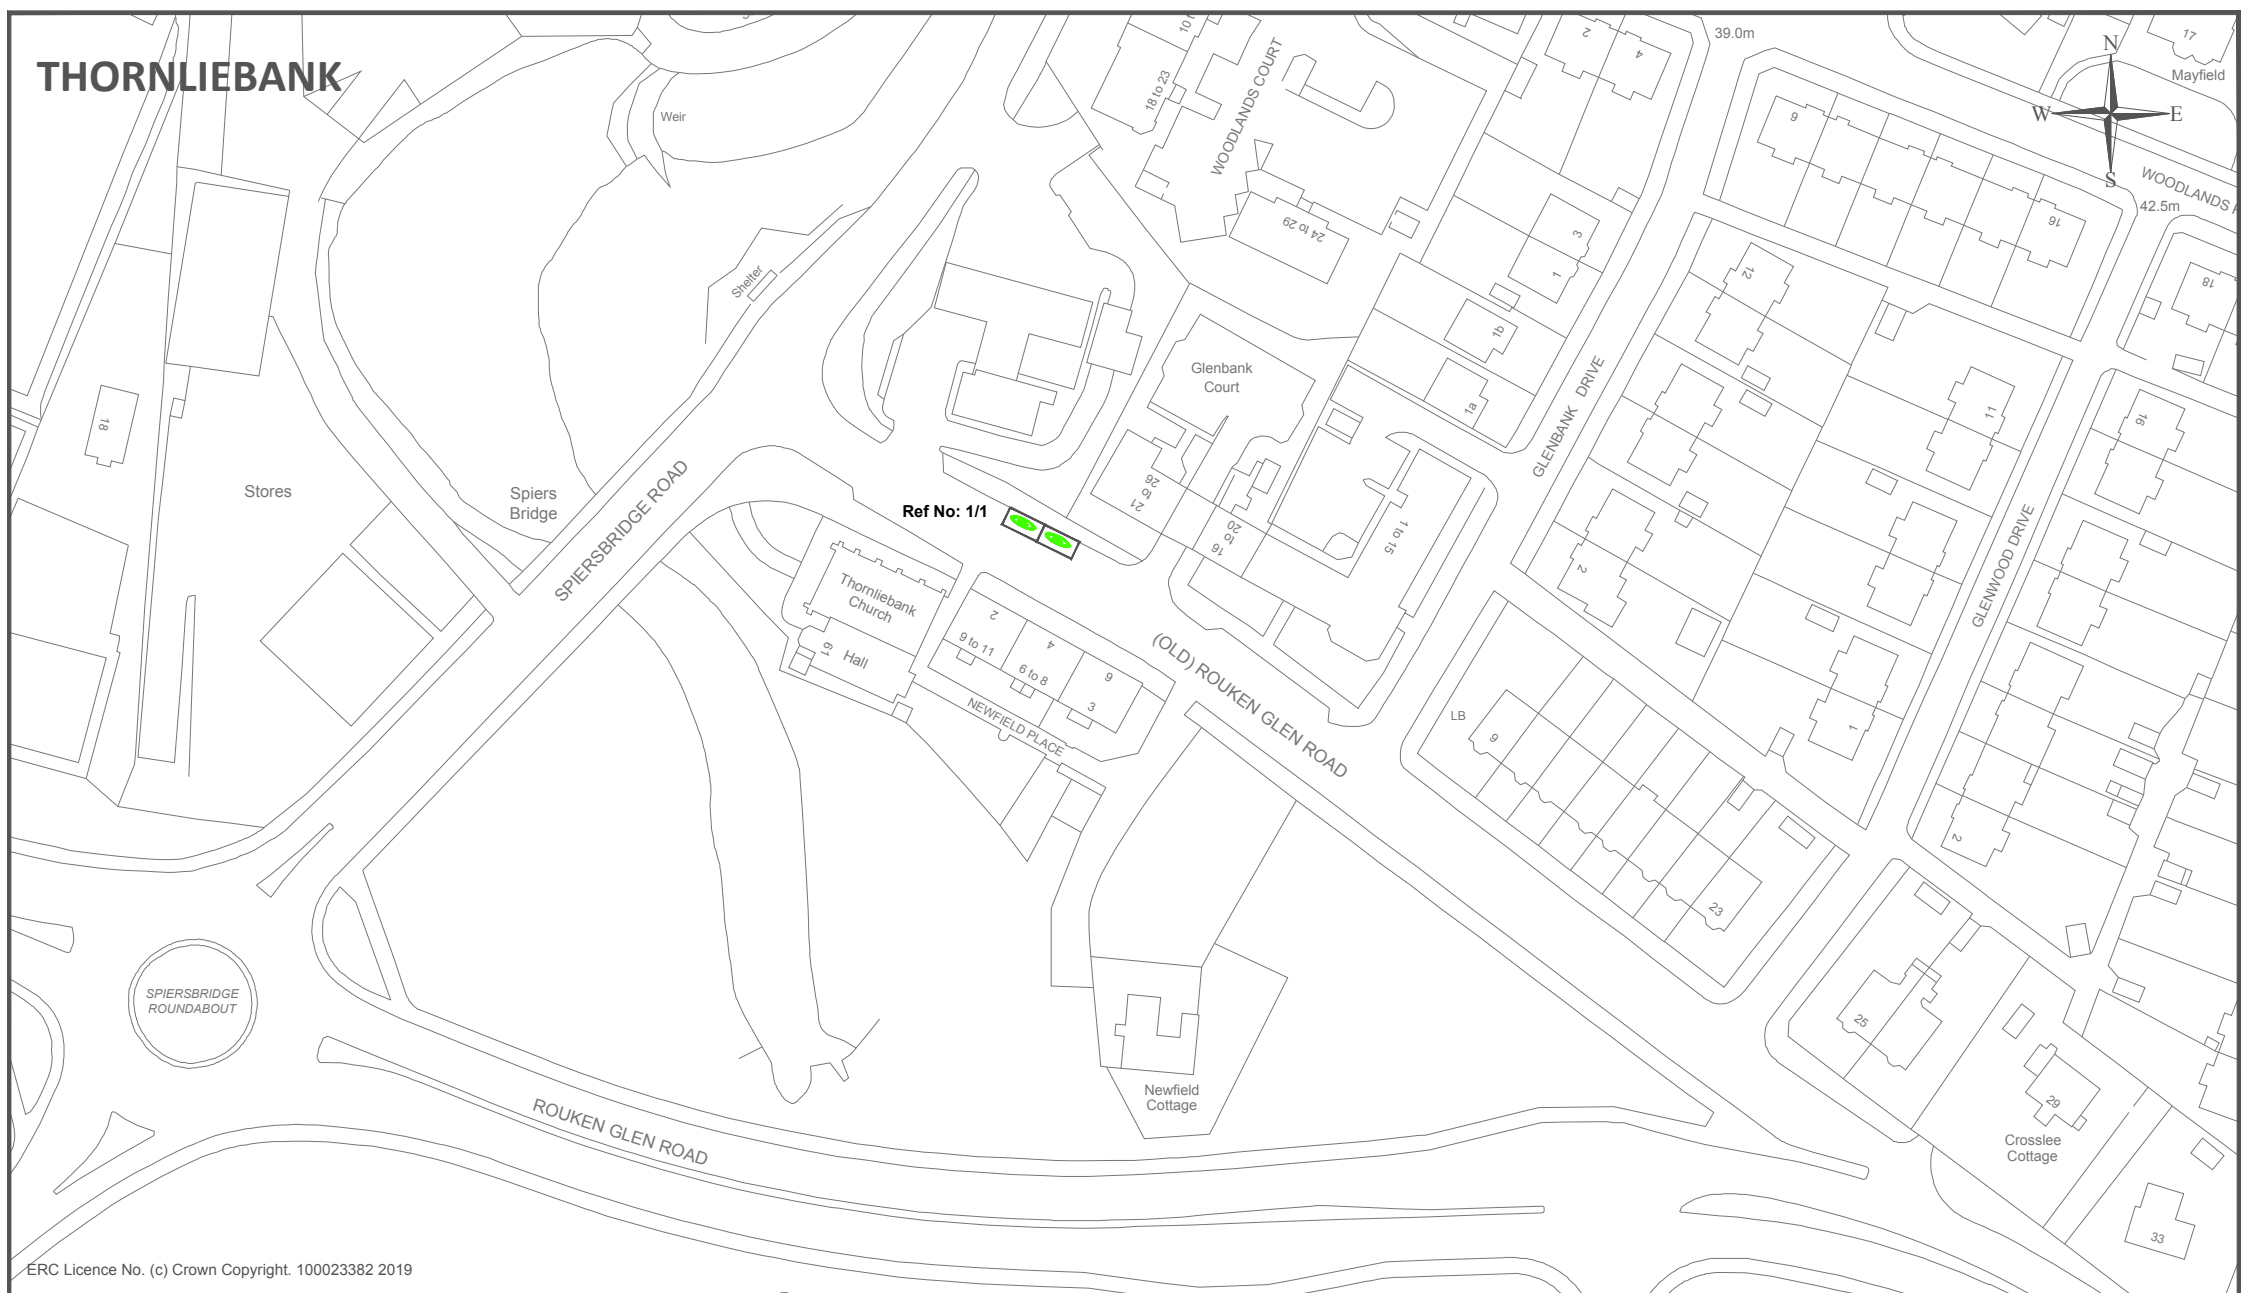 THORNLIEBANK
39.0m
17
Mayfield
N
W E
S
WOODLANDS
42.5m
Weir
10
18 to 23
WOODLANDS COURT
24 to 29
2
4
6
16
18
3
1
1b
1a
12
11
16
Shelter
Glenbank
Court
GLENBANK DRIVE
GLENWOOD DRIVE
18
Stores
Spiers
Bridge
SPIERSBRIDGE ROAD
Ref No: 1/1
21 to 26
16 to 20
1 to 15
2
Thornliebank
Church
61
Hall
2
9 to 11
4
6 to 8
6
3
NEWFIELD PLACE
(OLD) ROUKEN GLEN ROAD
LB
9
23
1
2
25
29
Crosslee
Cottage
33
SPIERSBRIDGE
ROUNDABOUT
Newfield
Cottage
ROUKEN GLEN ROAD
ERC Licence No. (c) Crown Copyright. 100023382 2019